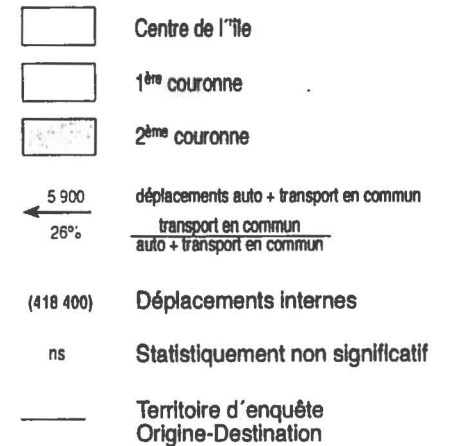 Centre de l'île
1ère couronne
2ème couronne
5 900 déplacements auto + transport en commun
26% transport en commun
auto + transport en commun
(418 400) Déplacements internes
ns Statistiquement non significatif
Territoire d'enquête
Origine-Destination